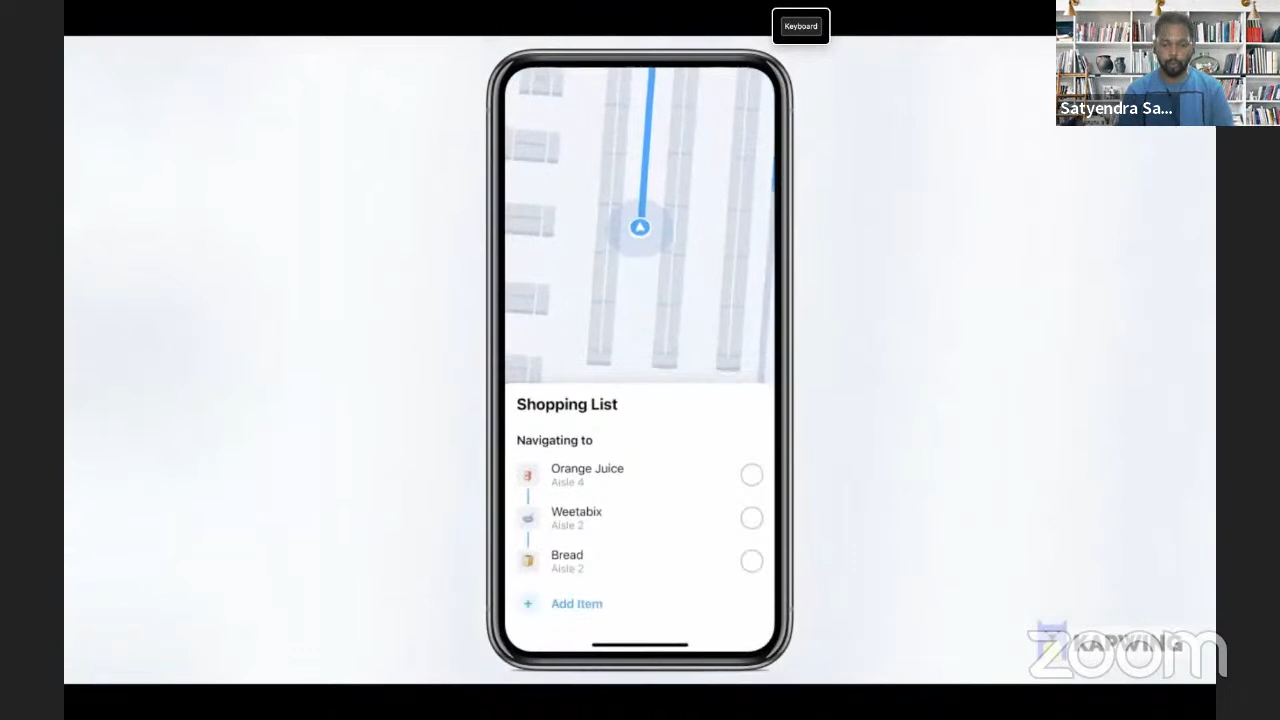 Keyboard
Satyendra Sa...
Shopping List
Navigating to
Orange Juice
Aisle 4
Weetabix
Aisle 2
Bread
Aisle 2
+ Add Item
KAPWING
zoom